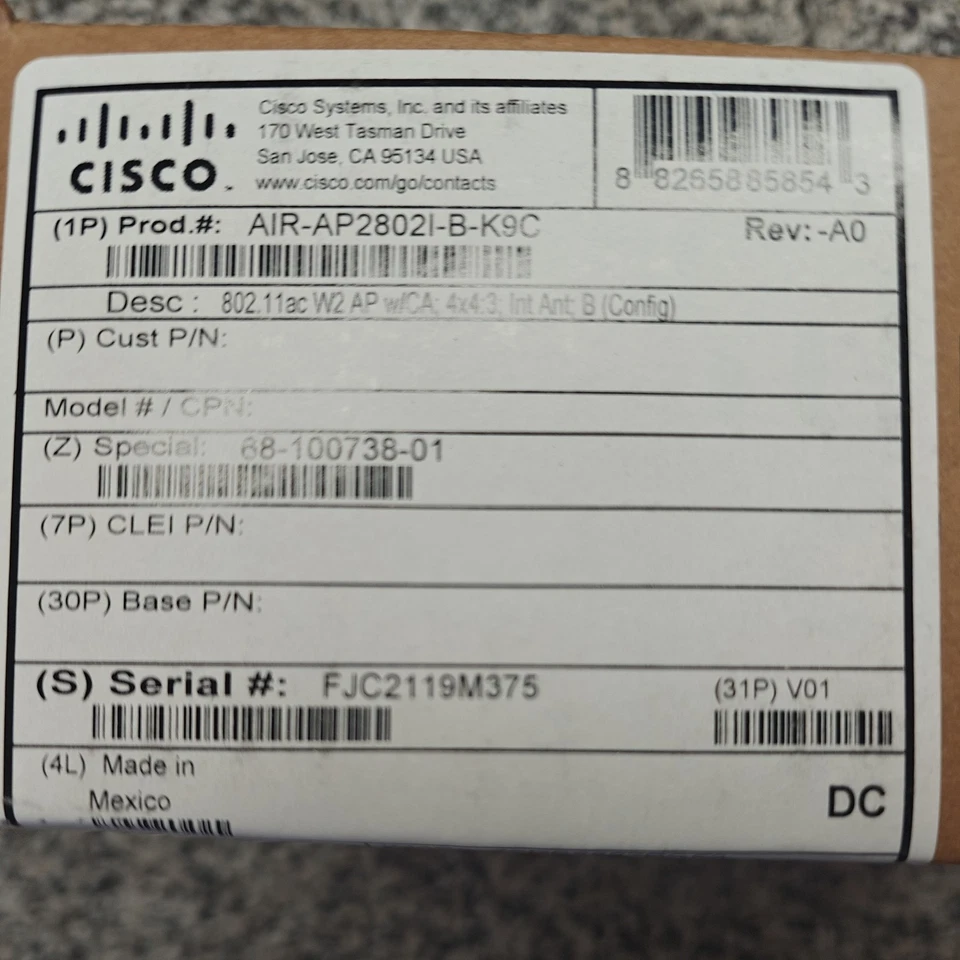 Cisco Systems, Inc. and its affiliates
170 West Tasman Drive
San Jose, CA 95134 USA
www.cisco.com/go/contacts
CISCO.
8 82658 85854 3
(1P) Prod.#: AIR-AP2802I-B-K9C Rev:-A0
Desc : 802.11ac W2 AP w/CA; 4x4:3; Int Ant; B (Config)
(P) Cust P/N:
Model # / CPN:
(Z) Special: 68-100738-01
(7P) CLEI P/N:
(30P) Base P/N:
(S) Serial #: FJC2119M375 (31P) V01
(4L) Made in
Mexico
DC